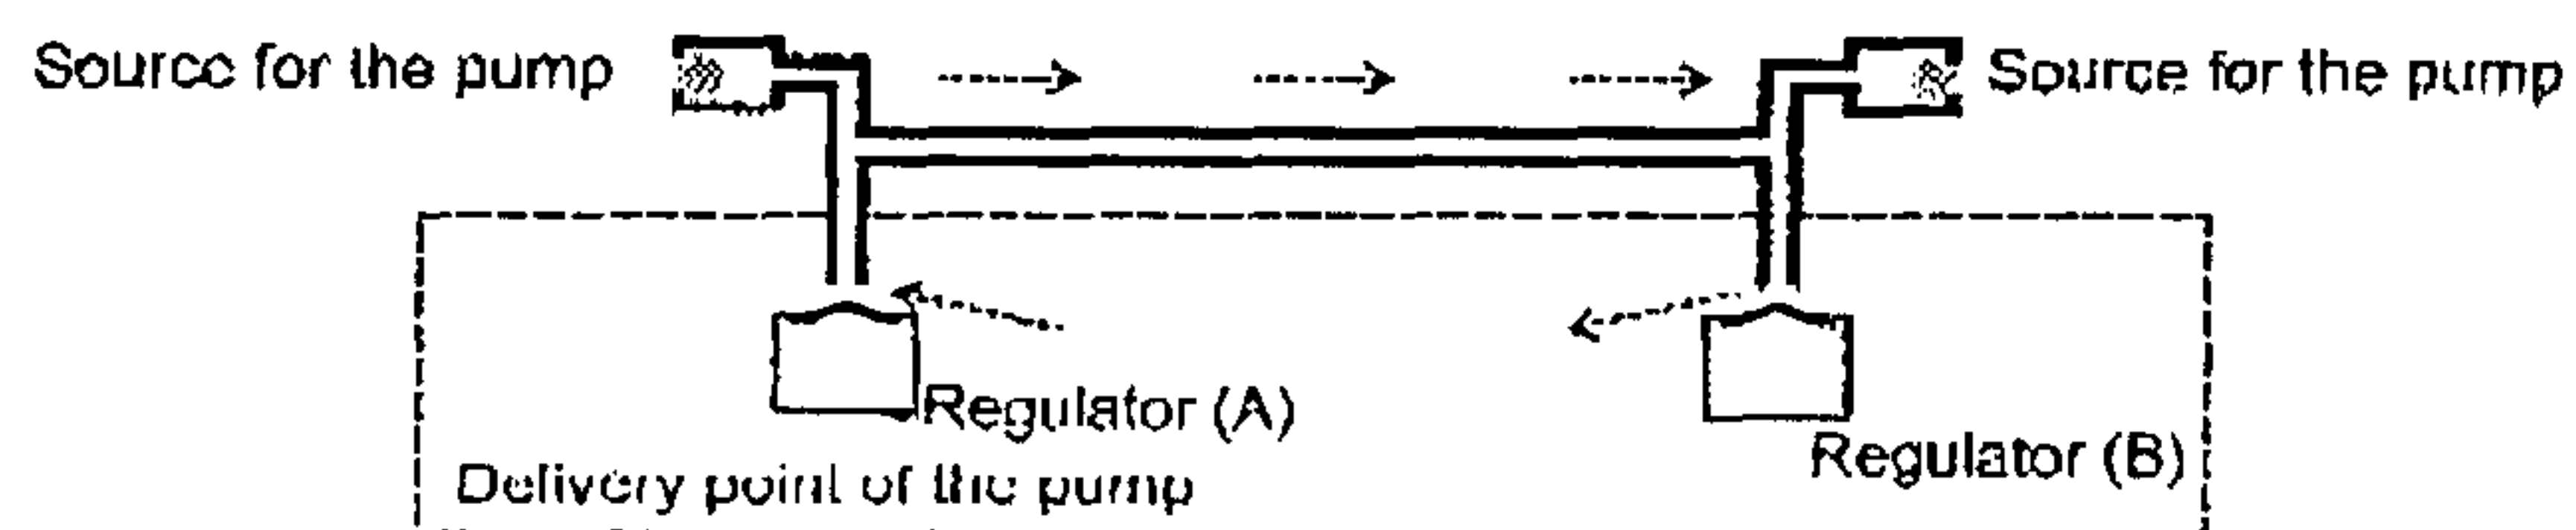 Source for the pump
Source for the pump
Regulator (A)
Regulator (B)
Delivery point of the pump